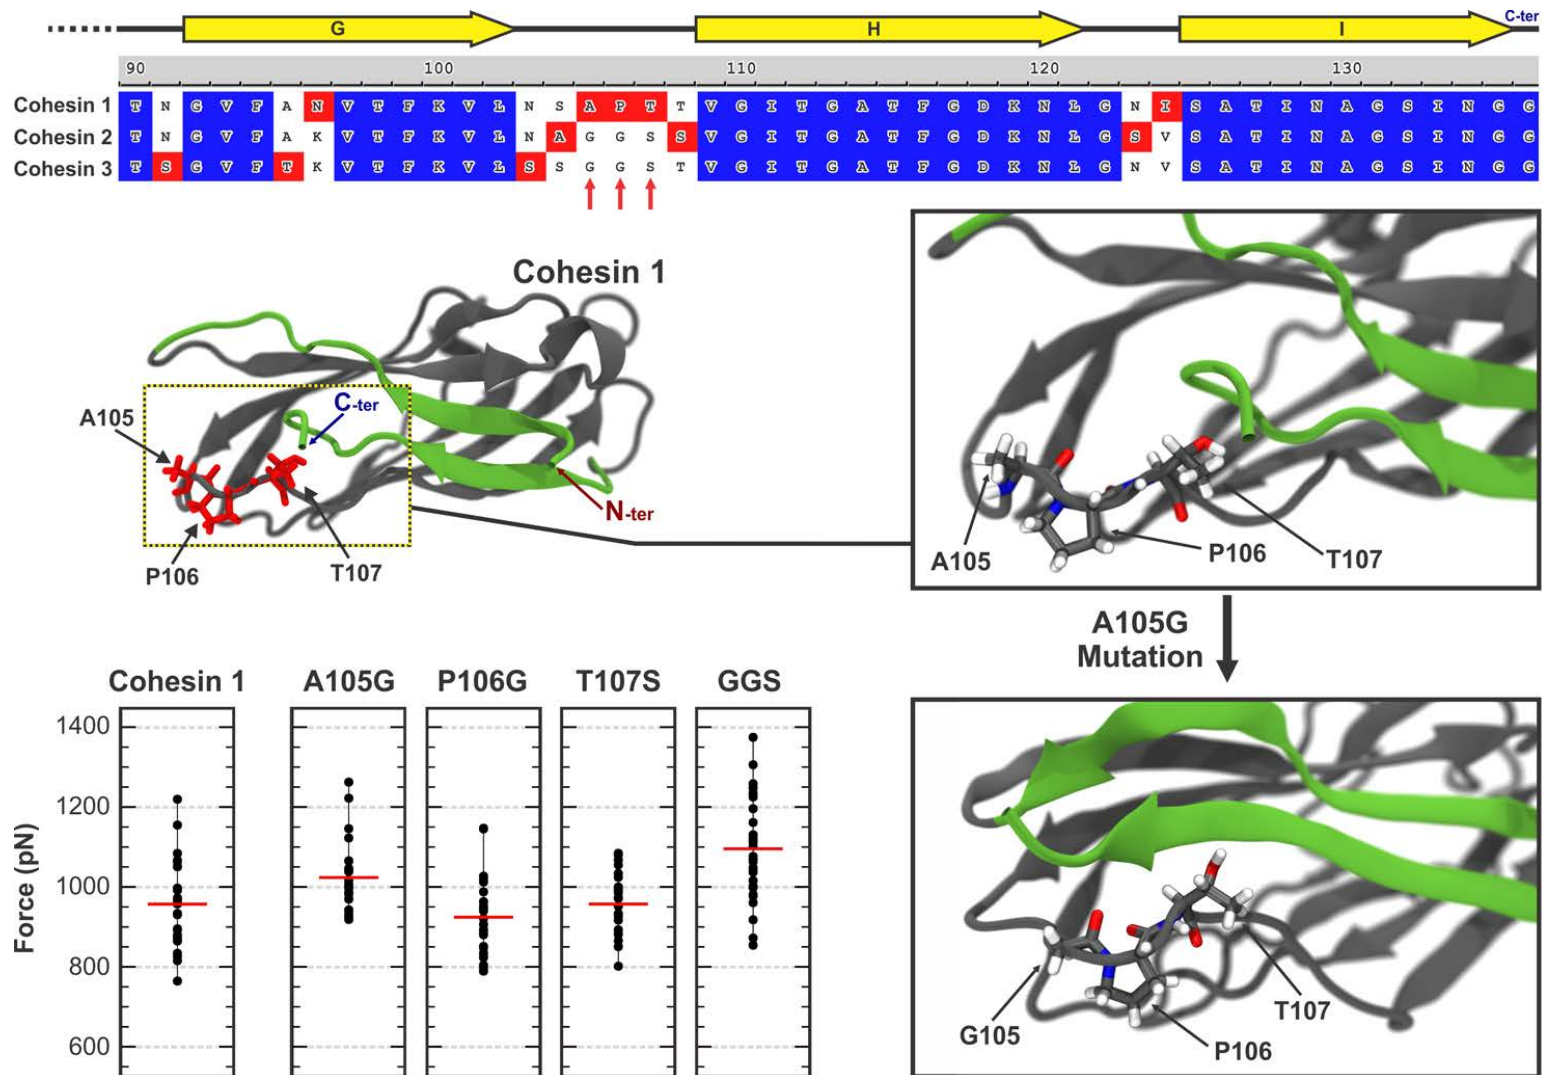 C-ter
G H I
90 100 110 120 130
Cohesin 1 T N G V F A N V T F K V L N S A P T T V G I T G A T F G D K N L G N I S A T I N A G S I N G G
Cohesin 2 T N G V F A K V T F K V L N A G G S S V G I T G A T F G D K N L G S V S A T I N A G S I N G G
Cohesin 3 T S G V F T K V T F K V L S S G G S T V G I T G A T F G D K N L G N V S A T I N A G S I N G G
Cohesin 1
A105
C-ter
N-ter
P106
T107
A105
P106
T107
A105G
Mutation
Cohesin 1 A105G P106G T107S GGS
Force (pN)
1400
1200
1000
800
600
G105
P106
T107